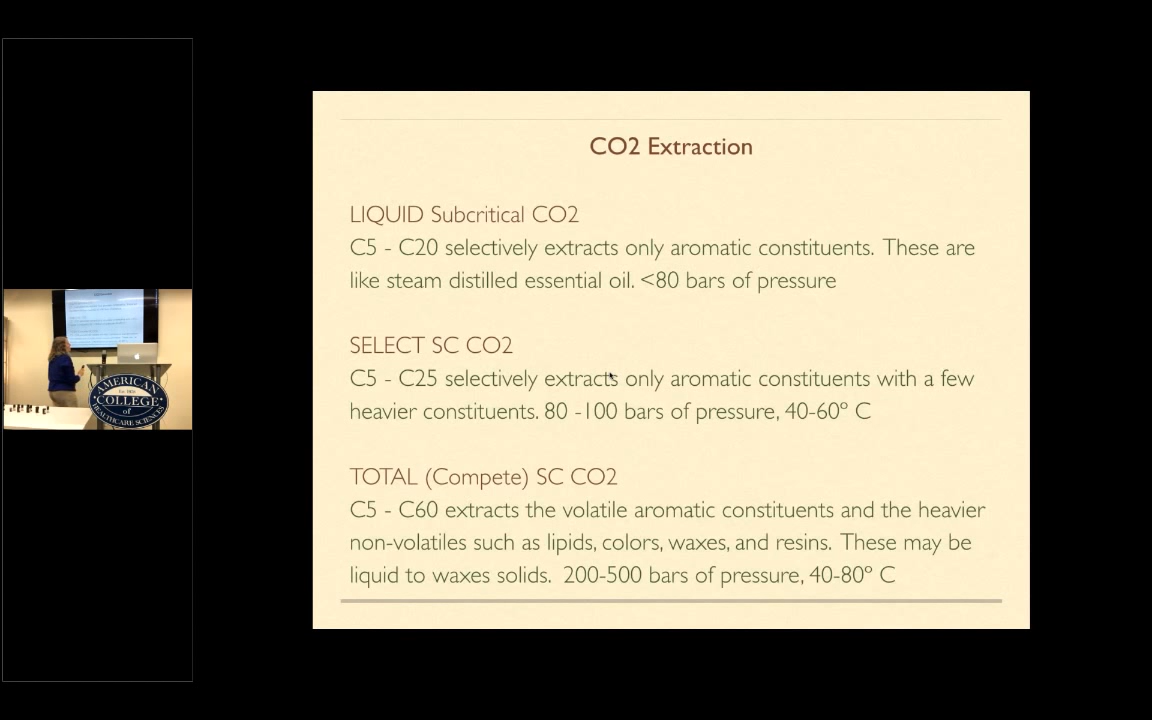 CO2 Extraction
LIQUID Subcritical CO2
C5 - C20 selectively extracts only aromatic constituents. These are
like steam distilled essential oil. <80 bars of pressure
SELECT SC CO2
C5 - C25 selectively extracts only aromatic constituents with a few
heavier constituents. 80 -100 bars of pressure, 40-60º C
TOTAL (Compete) SC CO2
C5 - C60 extracts the volatile aromatic constituents and the heavier
non-volatiles such as lipids, colors, waxes, and resins. These may be
liquid to waxes solids. 200-500 bars of pressure, 40-80º C
AMERICAN
COLLEGE
of
HEALTHCARE SCIENCES